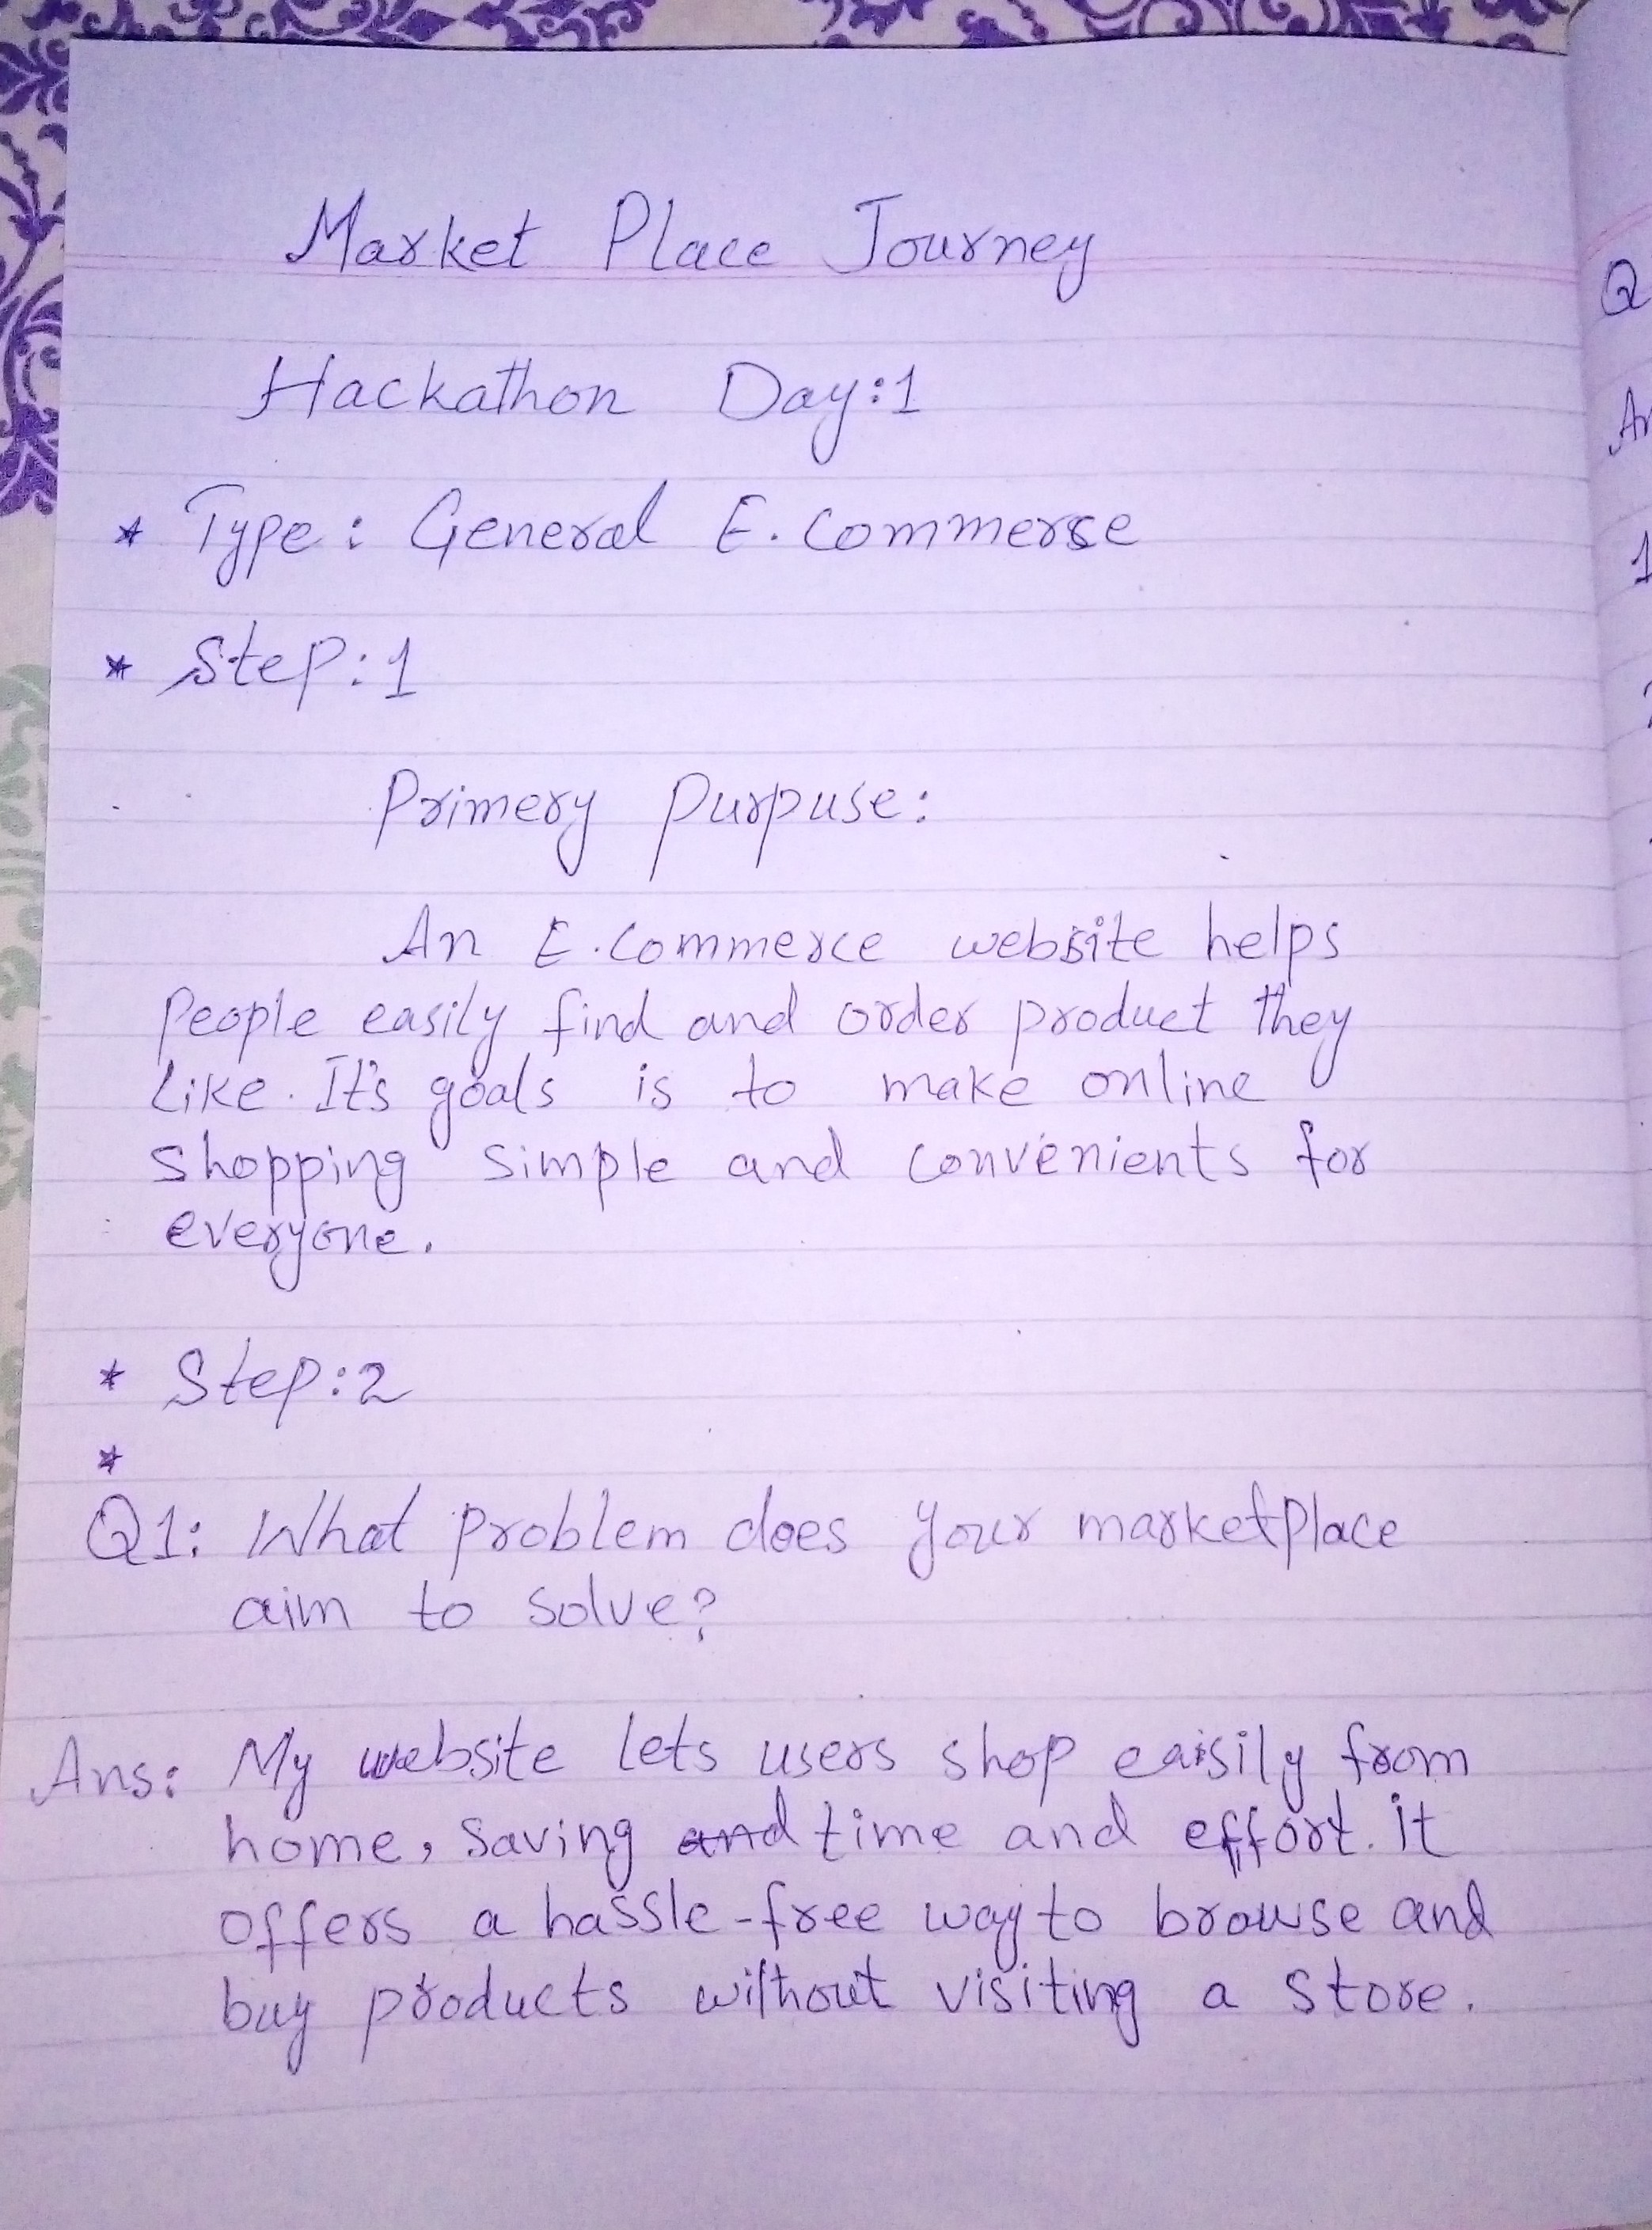 Market Place Journey
Hackathon Day:1
* Type: General E. Commerse
* Step:1
Primery Purpuse:
An E.Commerce website helps
People easily find and order product they
Like. It's goals is to make online
shopping simple and convenients for
everyone.
* Step:2
*
Q1: What problem does your marketplace
aim to solve?
Ans: My website lets users shop eaisily from
home, saving and time and effort. it
offers a hassle-free way to browse and
buy products without visiting a store.
Q
An
1